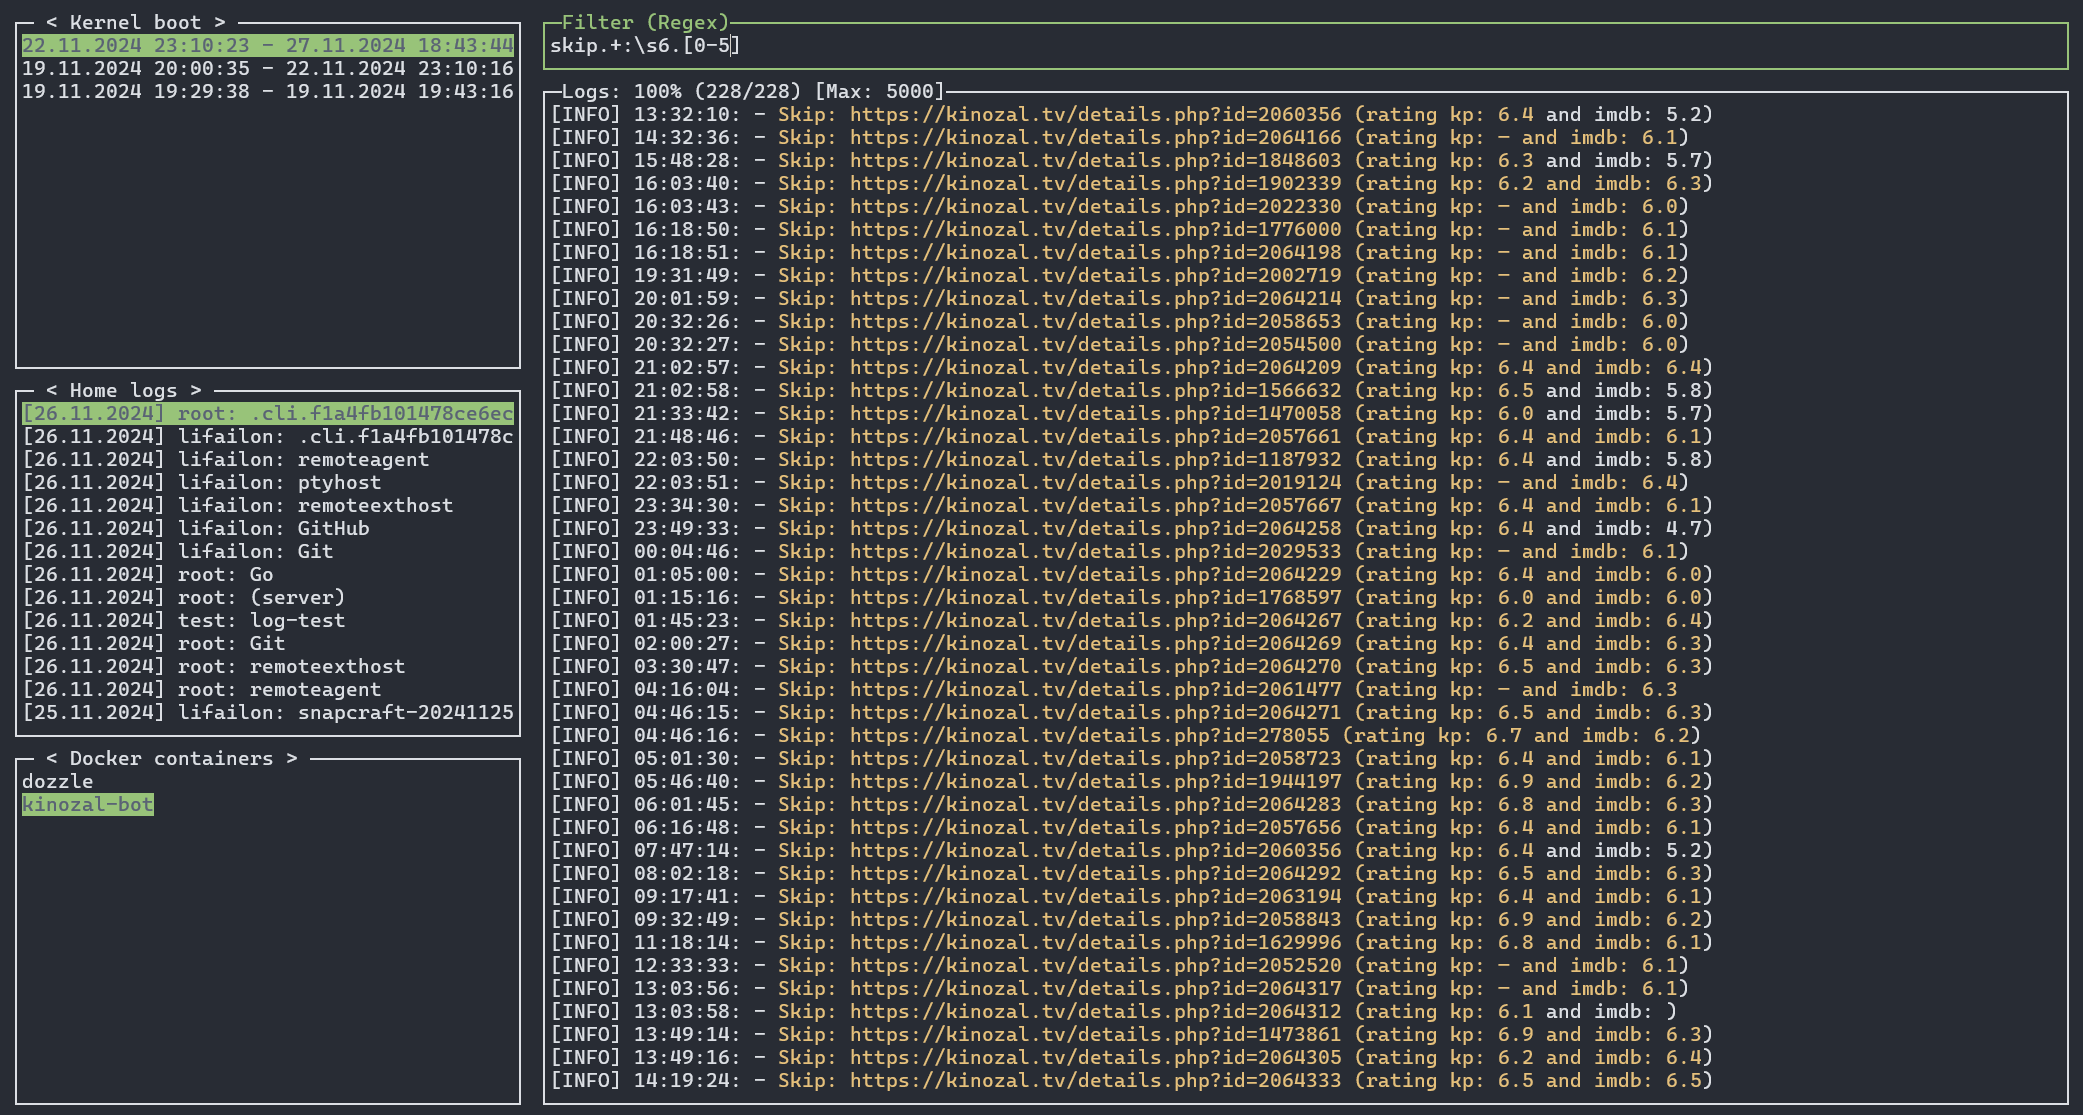 < Kernel boot >
22.11.2024 23:10:23 - 27.11.2024 18:43:44
19.11.2024 20:00:35 - 22.11.2024 23:10:16
19.11.2024 19:29:38 - 19.11.2024 19:43:16
< Home logs >
[26.11.2024] root: .cli.f1a4fb101478ce6ec
[26.11.2024] lifailon: .cli.f1a4fb101478c
[26.11.2024] lifailon: remoteagent
[26.11.2024] lifailon: ptyhost
[26.11.2024] lifailon: remoteexthost
[26.11.2024] lifailon: GitHub
[26.11.2024] lifailon: Git
[26.11.2024] root: Go
[26.11.2024] root: (server)
[26.11.2024] test: log-test
[26.11.2024] root: Git
[26.11.2024] root: remoteexthost
[26.11.2024] root: remoteagent
[25.11.2024] lifailon: snapcraft-20241125
< Docker containers >
dozzle
kinozal-bot
Filter (Regex)
skip.+:\s6.[0-5]
Logs: 100% (228/228) [Max: 5000]
[INFO] 13:32:10: - Skip: https://kinozal.tv/details.php?id=2060356 (rating kp: 6.4 and imdb: 5.2)
[INFO] 14:32:36: - Skip: https://kinozal.tv/details.php?id=2064166 (rating kp: - and imdb: 6.1)
[INFO] 15:48:28: - Skip: https://kinozal.tv/details.php?id=1848603 (rating kp: 6.3 and imdb: 5.7)
[INFO] 16:03:40: - Skip: https://kinozal.tv/details.php?id=1902339 (rating kp: 6.2 and imdb: 6.3)
[INFO] 16:03:43: - Skip: https://kinozal.tv/details.php?id=2022330 (rating kp: - and imdb: 6.0)
[INFO] 16:18:50: - Skip: https://kinozal.tv/details.php?id=1776000 (rating kp: - and imdb: 6.1)
[INFO] 16:18:51: - Skip: https://kinozal.tv/details.php?id=2064198 (rating kp: - and imdb: 6.1)
[INFO] 19:31:49: - Skip: https://kinozal.tv/details.php?id=2002719 (rating kp: - and imdb: 6.2)
[INFO] 20:01:59: - Skip: https://kinozal.tv/details.php?id=2064214 (rating kp: - and imdb: 6.3)
[INFO] 20:32:26: - Skip: https://kinozal.tv/details.php?id=2058653 (rating kp: - and imdb: 6.0)
[INFO] 20:32:27: - Skip: https://kinozal.tv/details.php?id=2054500 (rating kp: - and imdb: 6.0)
[INFO] 21:02:57: - Skip: https://kinozal.tv/details.php?id=2064209 (rating kp: 6.4 and imdb: 6.4)
[INFO] 21:02:58: - Skip: https://kinozal.tv/details.php?id=1566632 (rating kp: 6.5 and imdb: 5.8)
[INFO] 21:33:42: - Skip: https://kinozal.tv/details.php?id=1470058 (rating kp: 6.0 and imdb: 5.7)
[INFO] 21:48:46: - Skip: https://kinozal.tv/details.php?id=2057661 (rating kp: 6.4 and imdb: 6.1)
[INFO] 22:03:50: - Skip: https://kinozal.tv/details.php?id=1187932 (rating kp: 6.4 and imdb: 5.8)
[INFO] 22:03:51: - Skip: https://kinozal.tv/details.php?id=2019124 (rating kp: - and imdb: 6.4)
[INFO] 23:34:30: - Skip: https://kinozal.tv/details.php?id=2057667 (rating kp: 6.4 and imdb: 6.1)
[INFO] 23:49:33: - Skip: https://kinozal.tv/details.php?id=2064258 (rating kp: 6.4 and imdb: 4.7)
[INFO] 00:04:46: - Skip: https://kinozal.tv/details.php?id=2029533 (rating kp: - and imdb: 6.1)
[INFO] 01:05:00: - Skip: https://kinozal.tv/details.php?id=2064229 (rating kp: 6.4 and imdb: 6.0)
[INFO] 01:15:16: - Skip: https://kinozal.tv/details.php?id=1768597 (rating kp: 6.0 and imdb: 6.0)
[INFO] 01:45:23: - Skip: https://kinozal.tv/details.php?id=2064267 (rating kp: 6.2 and imdb: 6.4)
[INFO] 02:00:27: - Skip: https://kinozal.tv/details.php?id=2064269 (rating kp: 6.4 and imdb: 6.3)
[INFO] 03:30:47: - Skip: https://kinozal.tv/details.php?id=2064270 (rating kp: 6.5 and imdb: 6.3)
[INFO] 04:16:04: - Skip: https://kinozal.tv/details.php?id=2061477 (rating kp: - and imdb: 6.3
[INFO] 04:46:15: - Skip: https://kinozal.tv/details.php?id=2064271 (rating kp: 6.5 and imdb: 6.3)
[INFO] 04:46:16: - Skip: https://kinozal.tv/details.php?id=278055 (rating kp: 6.7 and imdb: 6.2)
[INFO] 05:01:30: - Skip: https://kinozal.tv/details.php?id=2058723 (rating kp: 6.4 and imdb: 6.1)
[INFO] 05:46:40: - Skip: https://kinozal.tv/details.php?id=1944197 (rating kp: 6.9 and imdb: 6.2)
[INFO] 06:01:45: - Skip: https://kinozal.tv/details.php?id=2064283 (rating kp: 6.8 and imdb: 6.3)
[INFO] 06:16:48: - Skip: https://kinozal.tv/details.php?id=2057656 (rating kp: 6.4 and imdb: 6.1)
[INFO] 07:47:14: - Skip: https://kinozal.tv/details.php?id=2060356 (rating kp: 6.4 and imdb: 5.2)
[INFO] 08:02:18: - Skip: https://kinozal.tv/details.php?id=2064292 (rating kp: 6.5 and imdb: 6.3)
[INFO] 09:17:41: - Skip: https://kinozal.tv/details.php?id=2063194 (rating kp: 6.4 and imdb: 6.1)
[INFO] 09:32:49: - Skip: https://kinozal.tv/details.php?id=2058843 (rating kp: 6.9 and imdb: 6.2)
[INFO] 11:18:14: - Skip: https://kinozal.tv/details.php?id=1629996 (rating kp: 6.8 and imdb: 6.1)
[INFO] 12:33:33: - Skip: https://kinozal.tv/details.php?id=2052520 (rating kp: - and imdb: 6.1)
[INFO] 13:03:56: - Skip: https://kinozal.tv/details.php?id=2064317 (rating kp: - and imdb: 6.1)
[INFO] 13:03:58: - Skip: https://kinozal.tv/details.php?id=2064312 (rating kp: 6.1 and imdb: )
[INFO] 13:49:14: - Skip: https://kinozal.tv/details.php?id=1473861 (rating kp: 6.9 and imdb: 6.3)
[INFO] 13:49:16: - Skip: https://kinozal.tv/details.php?id=2064305 (rating kp: 6.2 and imdb: 6.4)
[INFO] 14:19:24: - Skip: https://kinozal.tv/details.php?id=2064333 (rating kp: 6.5 and imdb: 6.5)